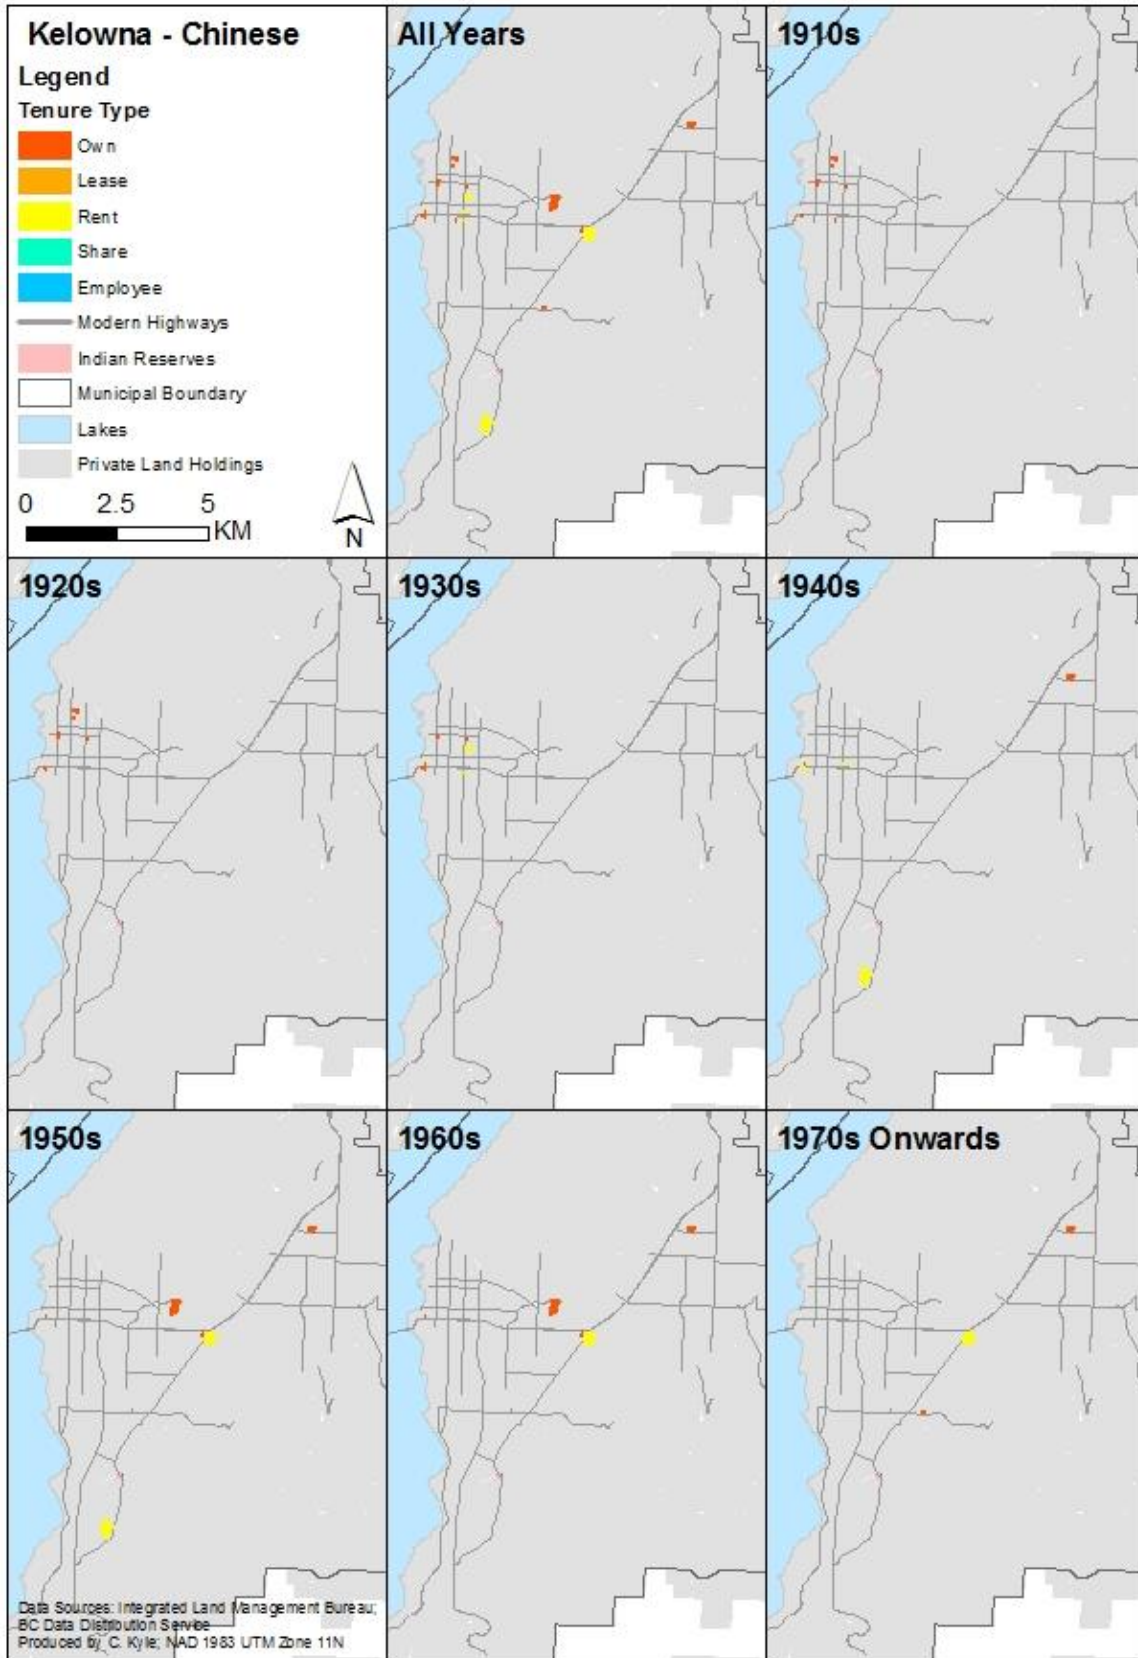 Kelowna - Chinese
Legend
Tenure Type
Own
Lease
Rent
Share
Employee
Modern Highways
Indian Reserves
Municipal Boundary
Lakes
Private Land Holdings
0 2.5 5
KM
N
All Years
1910s
1920s
1930s
1940s
1950s
1960s
1970s Onwards
Data Sources: Integrated Land Management Bureau;
BC Data Distribution Service
Produced by C. Kyle; NAD 1983 UTM Zone 11N